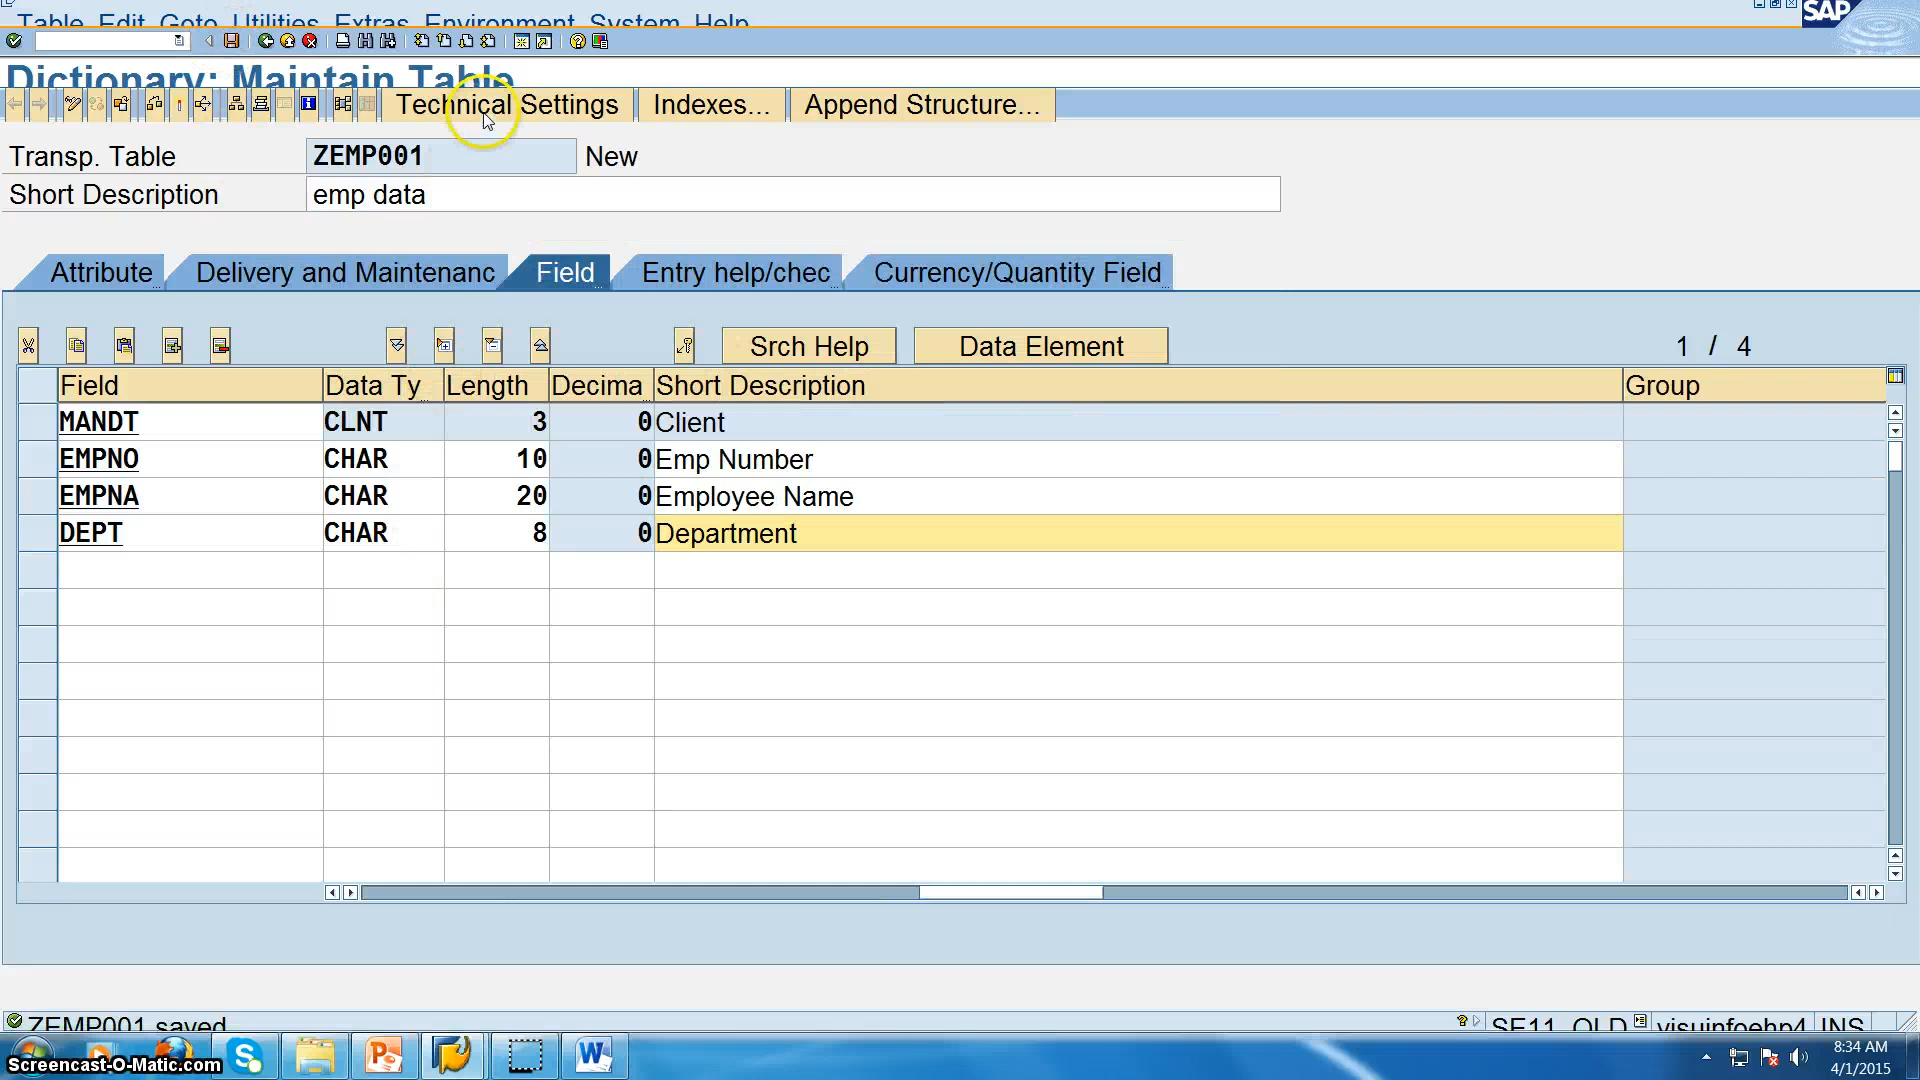 Table Edit Goto Utilities Extras Environment System Help
SAP
Dictionary: Maintain Table
Technical Settings Indexes... Append Structure...
Transp. Table ZEMP001 New
Short Description emp data
Attribute Delivery and Maintenanc Field Entry help/chec Currency/Quantity Field
Srch Help Data Element 1 / 4
Field Data Ty Length Decima Short Description Group
MANDT CLNT 3 0 Client
EMPNO CHAR 10 0 Emp Number
EMPNA CHAR 20 0 Employee Name
DEPT CHAR 8 0 Department
ZEMP001 saved
SE11_OLD visuinfoehp4 INS
Screencast-O-Matic.com
8:34 AM
4/1/2015